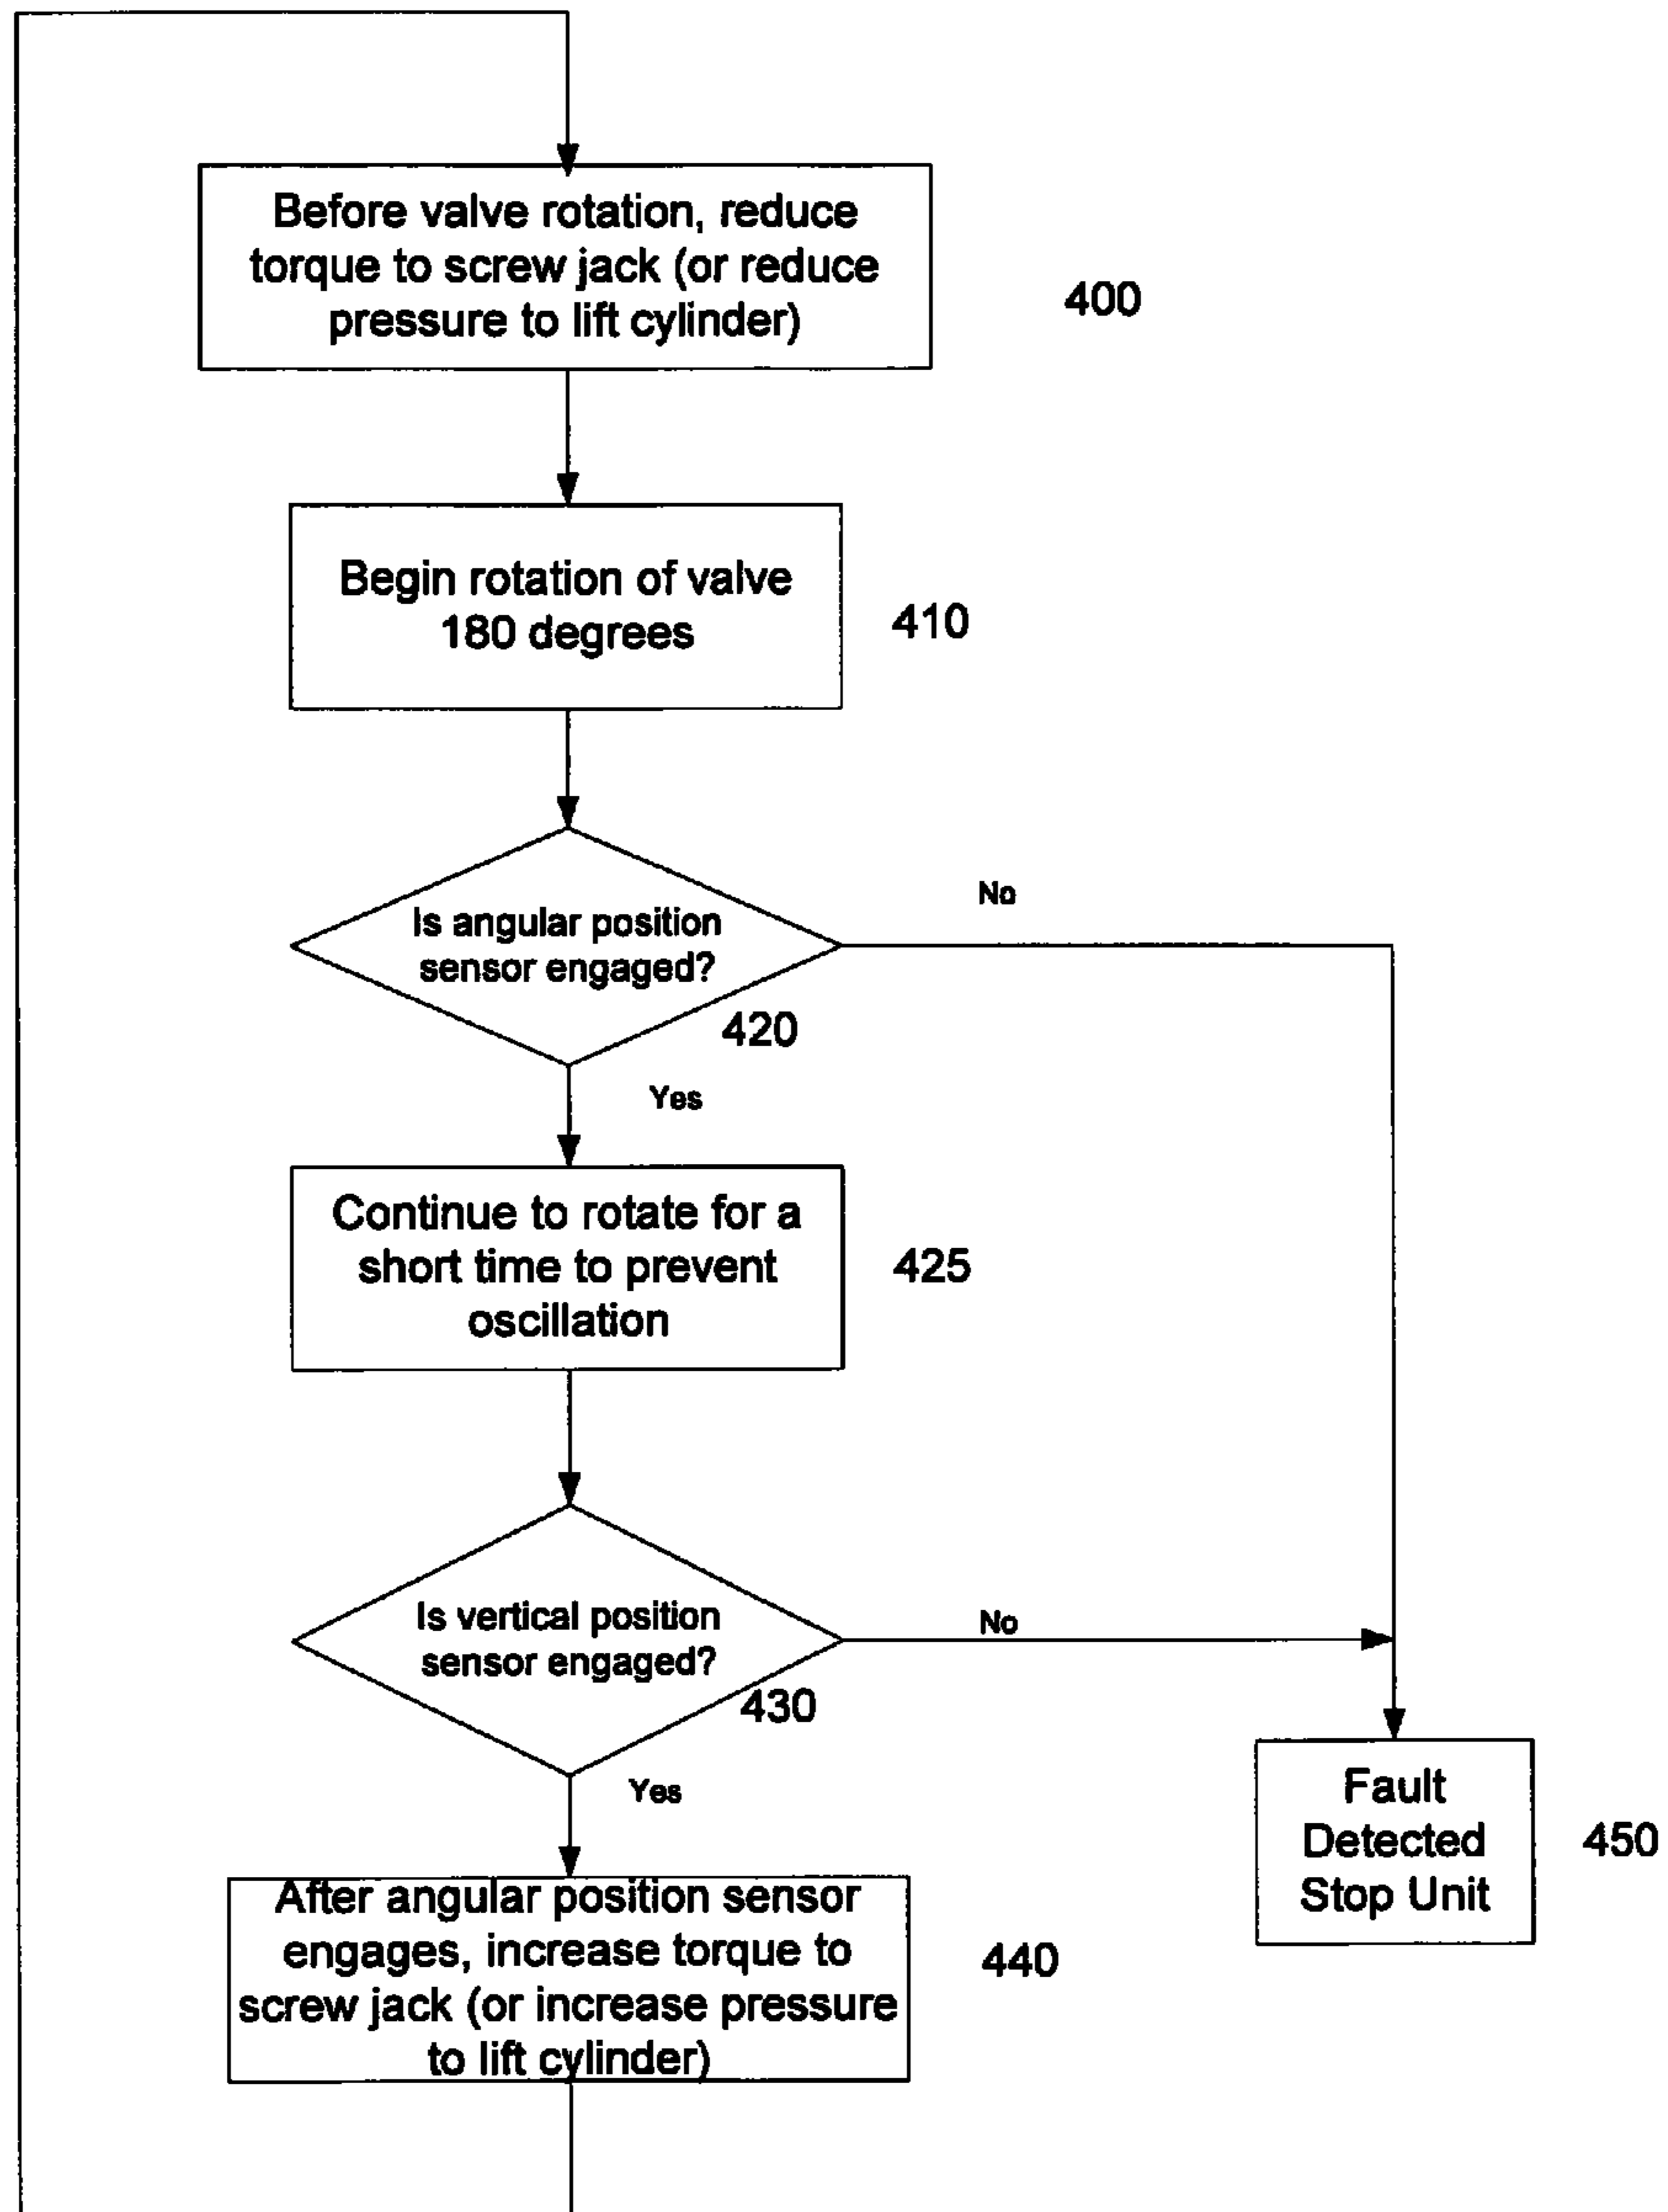 Before valve rotation, reduce
torque to screw jack (or reduce
pressure to lift cylinder)
400
Begin rotation of valve
180 degrees
410
Is angular position
sensor engaged?
420
No
Yes
Continue to rotate for a
short time to prevent
oscillation
425
Is vertical position
sensor engaged?
430
No
Yes
After angular position sensor
engages, increase torque to
screw jack (or increase pressure
to lift cylinder)
440
Fault
Detected
Stop Unit
450